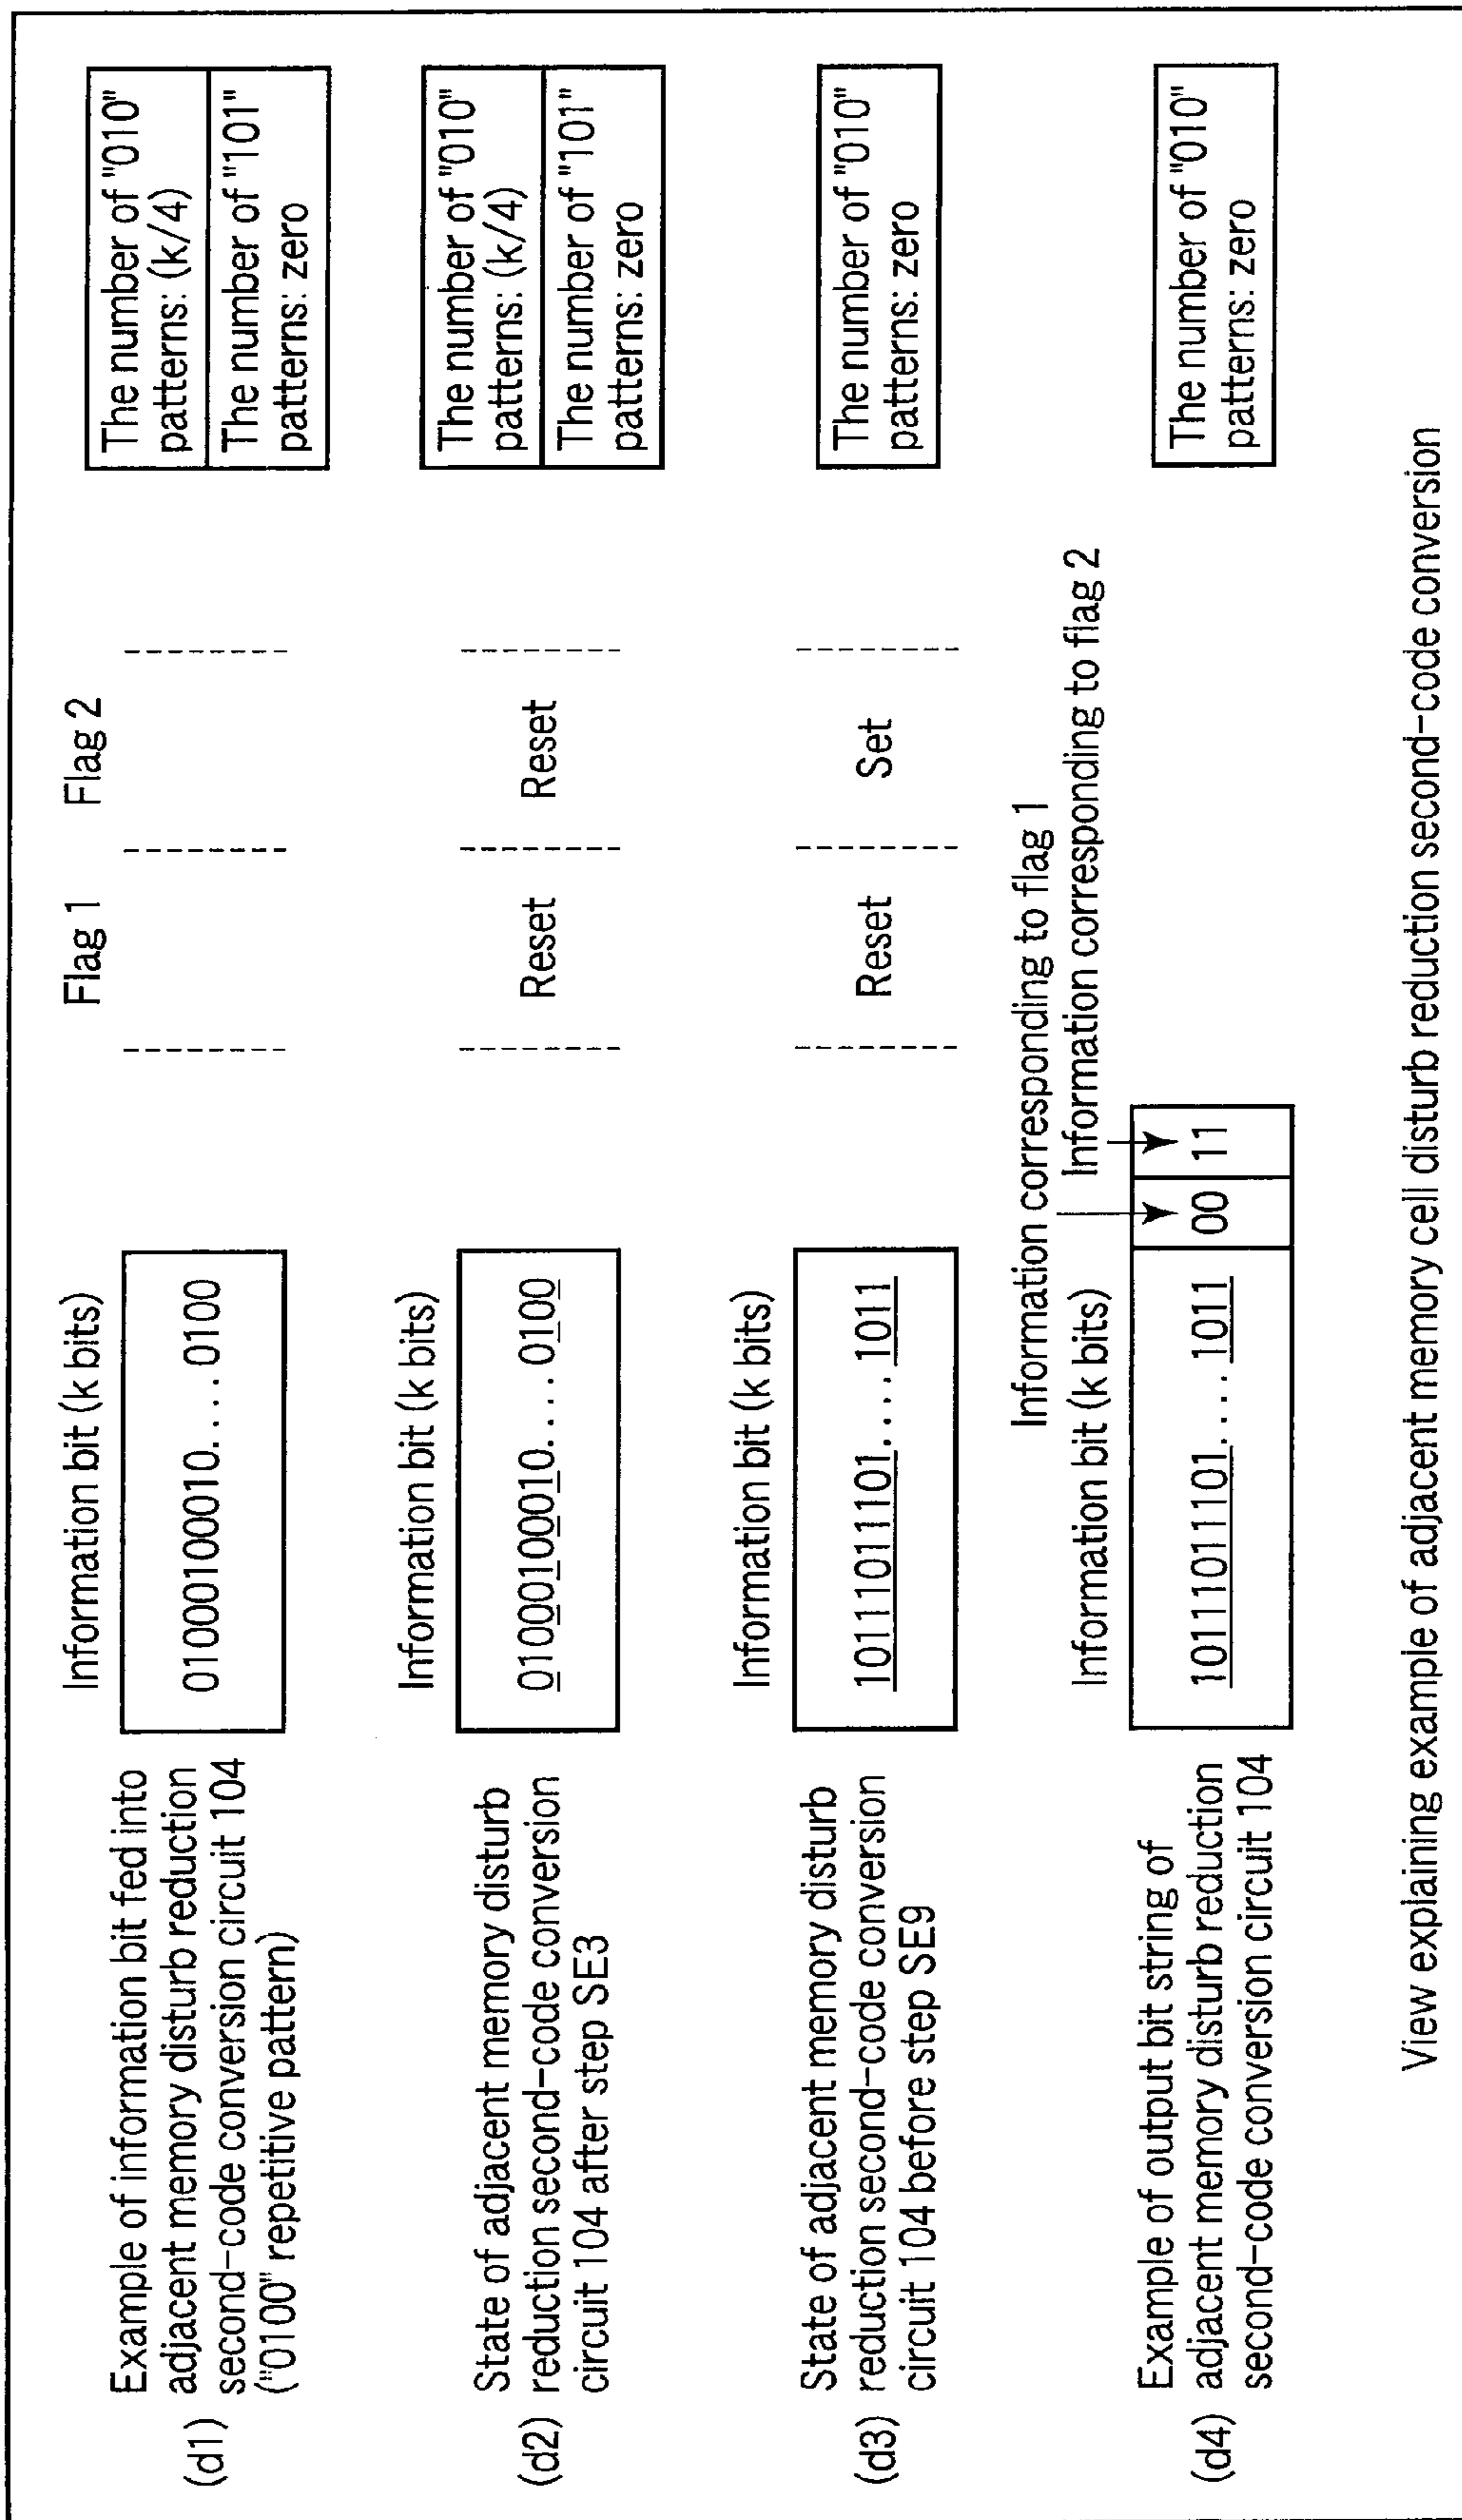 (d1)
Example of information bit fed into
adjacent memory disturb reduction
second-code conversion circuit 104
("0100" repetitive pattern)
Information bit (k bits)
01000100010....0100
Flag 1
Flag 2
The number of "010"
patterns: (k/4)
The number of "101"
patterns: zero
(d2)
State of adjacent memory disturb
reduction second-code conversion
circuit 104 after step SE3
Information bit (k bits)
01000100010....0100
Reset
Reset
The number of "010"
patterns: (k/4)
The number of "101"
patterns: zero
(d3)
State of adjacent memory disturb
reduction second-code conversion
circuit 104 before step SE9
Information bit (k bits)
10111011101....1011
Reset
Set
The number of "010"
patterns: zero
(d4)
Example of output bit string of
adjacent memory disturb reduction
second-code conversion circuit 104
Information corresponding to flag 1
Information corresponding to flag 2
Information bit (k bits)
10111011101....1011
00
11
The number of "010"
patterns: zero
View explaining example of adjacent memory cell disturb reduction second-code conversion